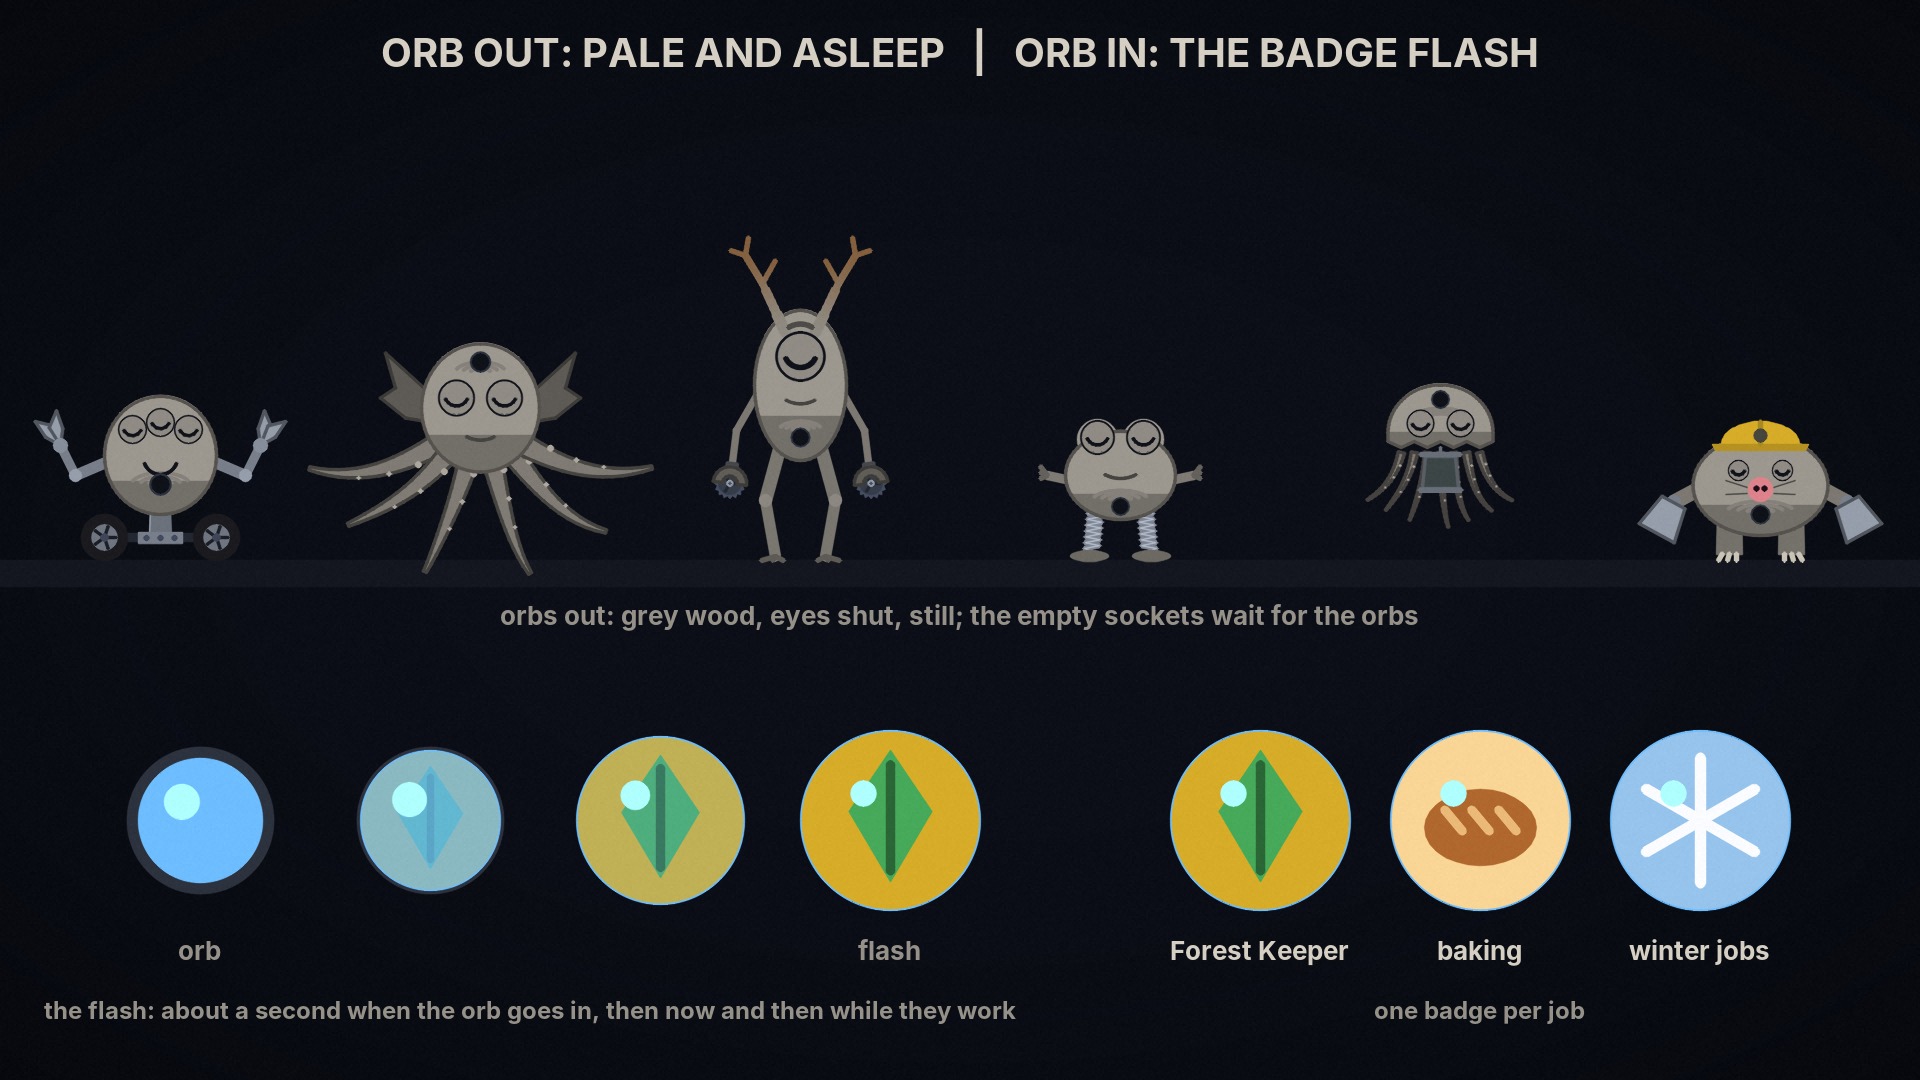 ORB OUT: PALE AND ASLEEP | ORB IN: THE BADGE FLASH
orbs out: grey wood, eyes shut, still; the empty sockets wait for the orbs
orb
flash
Forest Keeper
baking
winter jobs
the flash: about a second when the orb goes in, then now and then while they work
one badge per job